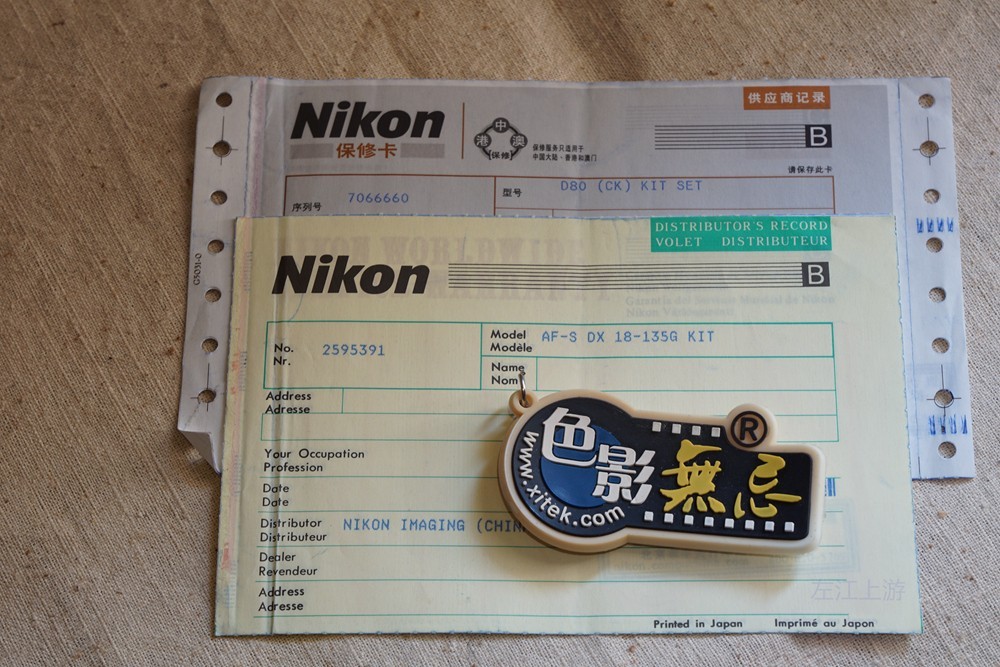 供应商记录
Nikon
保修卡
中
港 澳
保修
保修服务只适用于
中国大陆·香港和澳门
B
请保存此卡
序列号 7066660
型号 D80 (CK) KIT SET
G5031-0
DISTRIBUTOR'S RECORD
VOLET DISTRIBUTEUR
Nikon
B
No. 2595391
Nr.
Model AF-S DX 18-135G KIT
Modèle
Name
Nom
Address
Adresse
Your Occupation
Profession
Date
Date
Distributor NIKON IMAGING (CHIN
Distributeur
Dealer
Revendeur
Address
Adresse
Printed in Japan Imprimé au Japon
色影無忌
®
www.xitek.com
左江上游